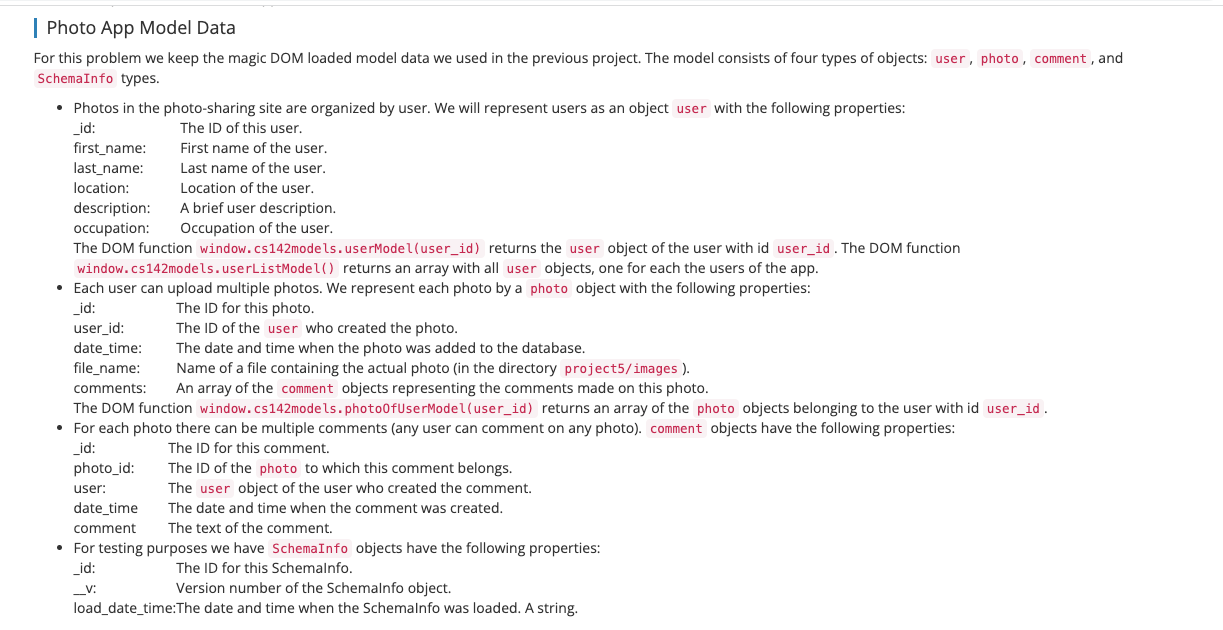 Photo App Model Data
For this problem we keep the magic DOM loaded model data we used in the previous project. The model consists of four types of objects: user, photo, comment, and
SchemaInfo types.
• Photos in the photo-sharing site are organized by user. We will represent users as an object user with the following properties:
_id: The ID of this user.
first_name: First name of the user.
last_name: Last name of the user.
location: Location of the user.
description: A brief user description.
occupation: Occupation of the user.
The DOM function window.cs142models.userModel(user_id) returns the user object of the user with id user_id. The DOM function
window.cs142models.userListModel() returns an array with all user objects, one for each the users of the app.
• Each user can upload multiple photos. We represent each photo by a photo object with the following properties:
_id: The ID for this photo.
user_id: The ID of the user who created the photo.
date_time: The date and time when the photo was added to the database.
file_name: Name of a file containing the actual photo (in the directory project5/images).
comments: An array of the comment objects representing the comments made on this photo.
The DOM function window.cs142models.photoOfUserModel(user_id) returns an array of the photo objects belonging to the user with id user_id.
• For each photo there can be multiple comments (any user can comment on any photo). comment objects have the following properties:
_id: The ID for this comment.
photo_id: The ID of the photo to which this comment belongs.
user: The user object of the user who created the comment.
date_time The date and time when the comment was created.
comment The text of the comment.
• For testing purposes we have SchemaInfo objects have the following properties:
_id: The ID for this SchemaInfo.
__v: Version number of the SchemaInfo object.
load_date_time:The date and time when the SchemaInfo was loaded. A string.